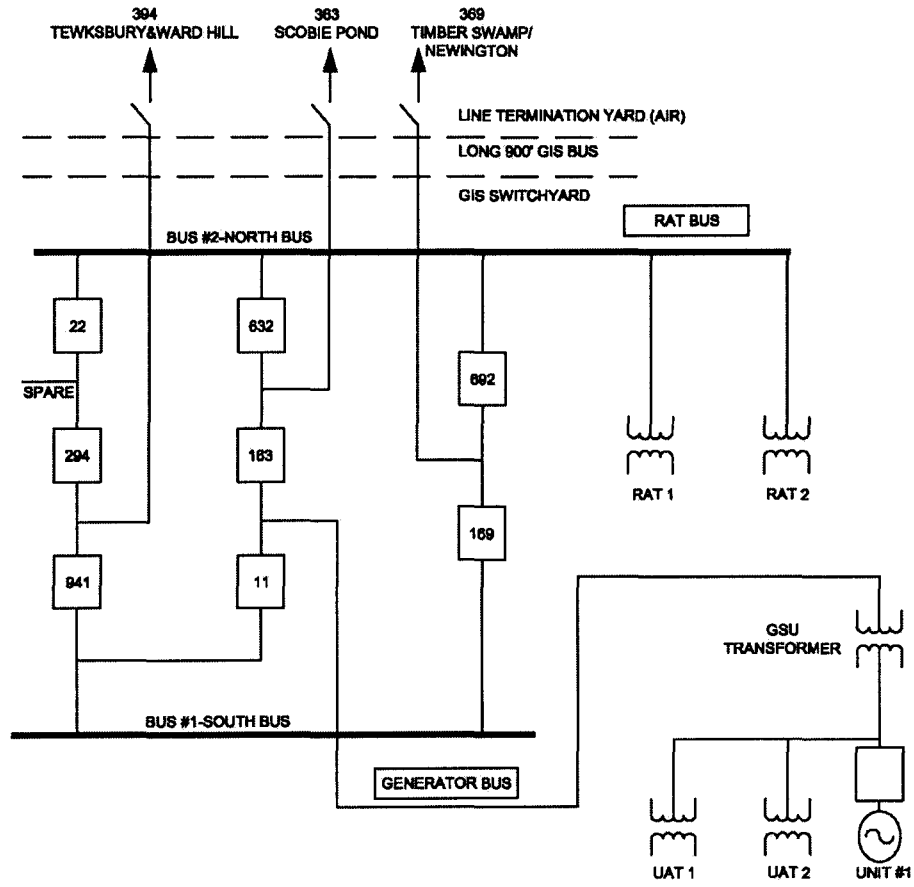 394
TEWKSBURY&WARD HILL
363
SCOBIE POND
369
TIMBER SWAMP/
NEWINGTON
LINE TERMINATION YARD (AIR)
LONG 900' GIS BUS
GIS SWITCHYARD
RAT BUS
BUS #2-NORTH BUS
22
632
692
SPARE
294
163
RAT 1
RAT 2
169
941
11
GSU
TRANSFORMER
BUS #1-SOUTH BUS
GENERATOR BUS
UAT 1
UAT 2
UNIT #1